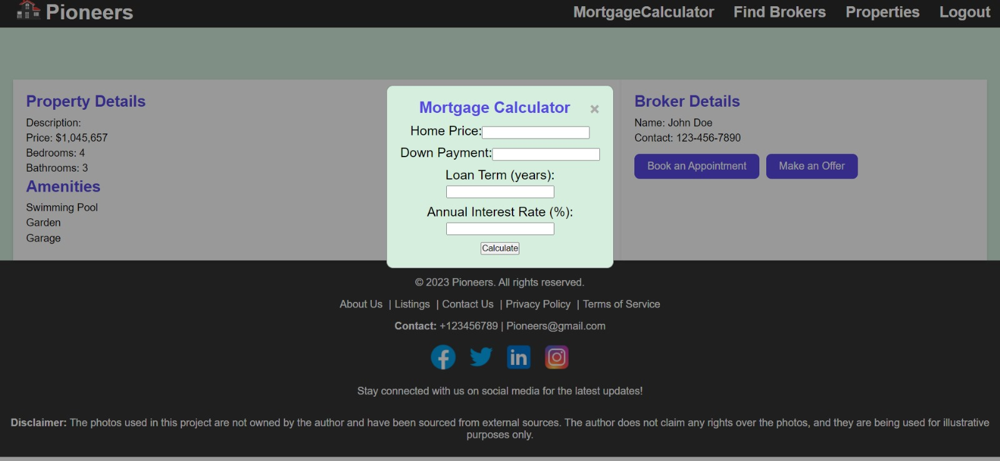 Pioneers
MortgageCalculator Find Brokers Properties Logout
Property Details
Description:
Price: $1,045,657
Bedrooms: 4
Bathrooms: 3
Amenities
Swimming Pool
Garden
Garage
Mortgage Calculator ×
Home Price:
Down Payment:
Loan Term (years):
Annual Interest Rate (%):
Calculate
Broker Details
Name: John Doe
Contact: 123-456-7890
Book an Appointment Make an Offer
© 2023 Pioneers. All rights reserved.
About Us | Listings | Contact Us | Privacy Policy | Terms of Service
Contact: +123456789 | Pioneers@gmail.com
Stay connected with us on social media for the latest updates!
Disclaimer: The photos used in this project are not owned by the author and have been sourced from external sources. The author does not claim any rights over the photos, and they are being used for illustrative
purposes only.